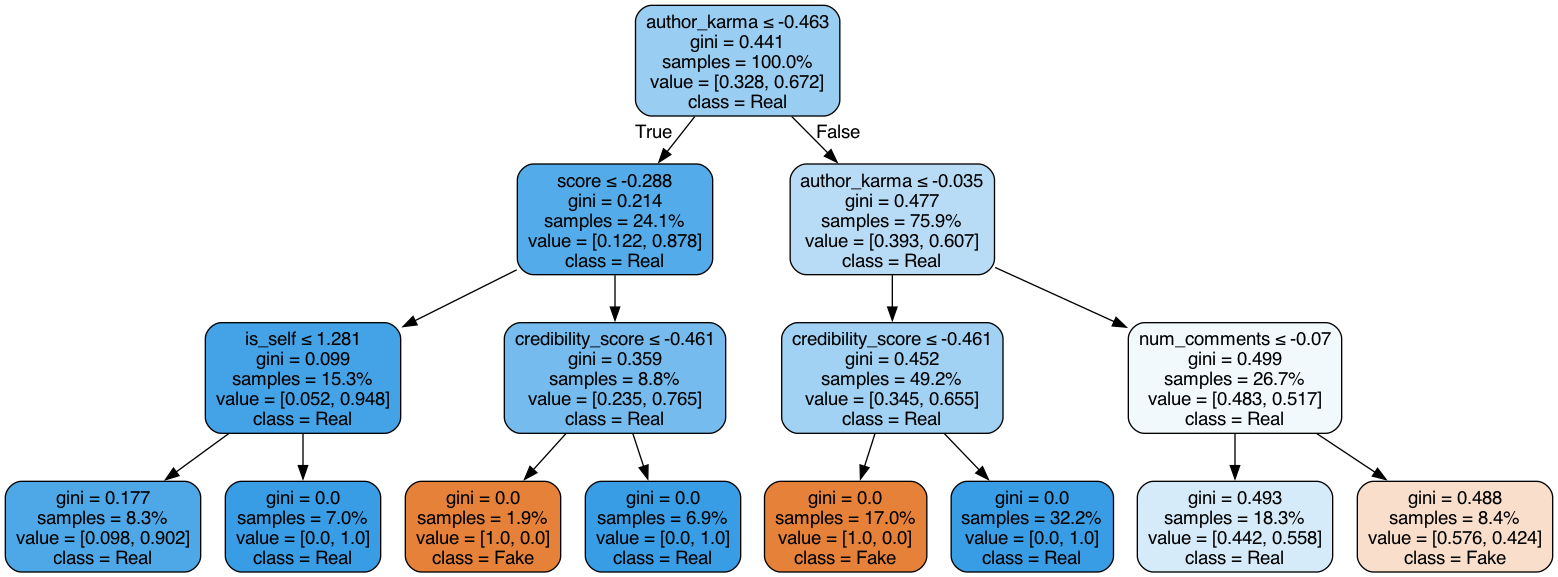 author_karma ≤ -0.463
gini = 0.441
samples = 100.0%
value = [0.328, 0.672]
class = Real
True
False
score ≤ -0.288
gini = 0.214
samples = 24.1%
value = [0.122, 0.878]
class = Real
author_karma ≤ -0.035
gini = 0.477
samples = 75.9%
value = [0.393, 0.607]
class = Real
is_self ≤ 1.281
gini = 0.099
samples = 15.3%
value = [0.052, 0.948]
class = Real
credibility_score ≤ -0.461
gini = 0.359
samples = 8.8%
value = [0.235, 0.765]
class = Real
credibility_score ≤ -0.461
gini = 0.452
samples = 49.2%
value = [0.345, 0.655]
class = Real
num_comments ≤ -0.07
gini = 0.499
samples = 26.7%
value = [0.483, 0.517]
class = Real
gini = 0.177
samples = 8.3%
value = [0.098, 0.902]
class = Real
gini = 0.0
samples = 7.0%
value = [0.0, 1.0]
class = Real
gini = 0.0
samples = 1.9%
value = [1.0, 0.0]
class = Fake
gini = 0.0
samples = 6.9%
value = [0.0, 1.0]
class = Real
gini = 0.0
samples = 17.0%
value = [1.0, 0.0]
class = Fake
gini = 0.0
samples = 32.2%
value = [0.0, 1.0]
class = Real
gini = 0.493
samples = 18.3%
value = [0.442, 0.558]
class = Real
gini = 0.488
samples = 8.4%
value = [0.576, 0.424]
class = Fake